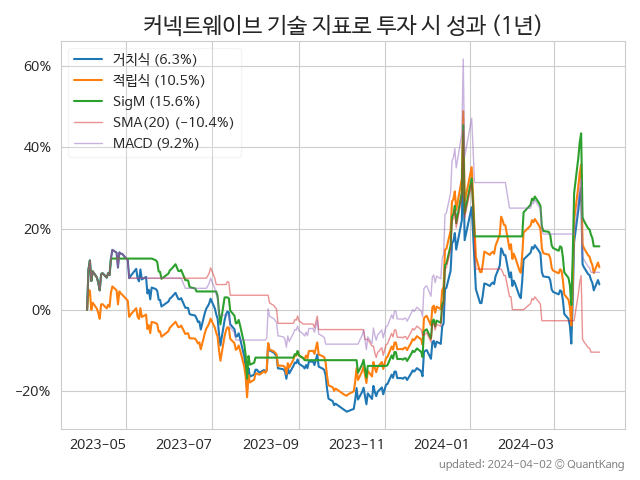 커넥트웨이브 기술 지표로 투자 시 성과 (1년)
거치식 (6.3%)
적립식 (10.5%)
SigM (15.6%)
SMA(20) (−10.4%)
MACD (9.2%)
60%
40%
20%
0%
−20%
2023-05 2023-07 2023-09 2023-11 2024-01 2024-03
updated: 2024-04-02 © QuantKang